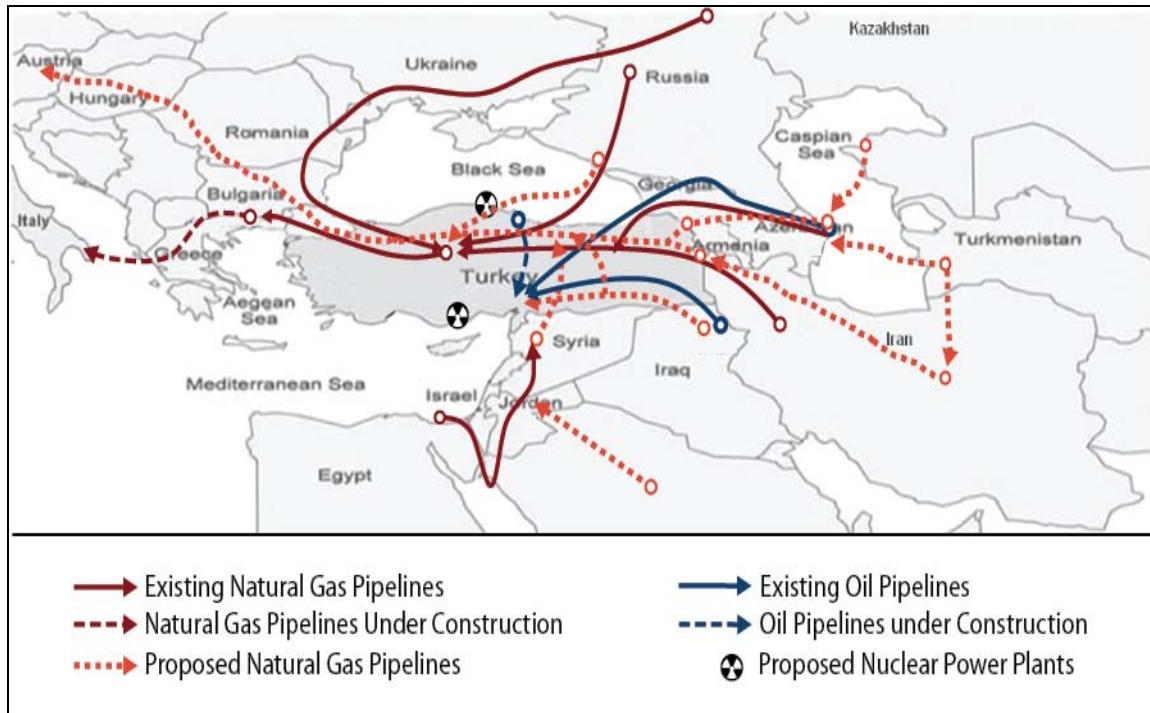 Kazakhstan
Austria
Ukraine
Russia
Hungary
Romania
Caspian
Sea
Black Sea
Georgia
Bulgaria
Italy
Azerbaijan
Turkmenistan
Greece
Armenia
Turkey
Aegean
Sea
Syria
Iran
Iraq
Mediterranean Sea
Israel
Jordan
Egypt
Existing Natural Gas Pipelines
Existing Oil Pipelines
Natural Gas Pipelines Under Construction
Oil Pipelines under Construction
Proposed Natural Gas Pipelines
Proposed Nuclear Power Plants